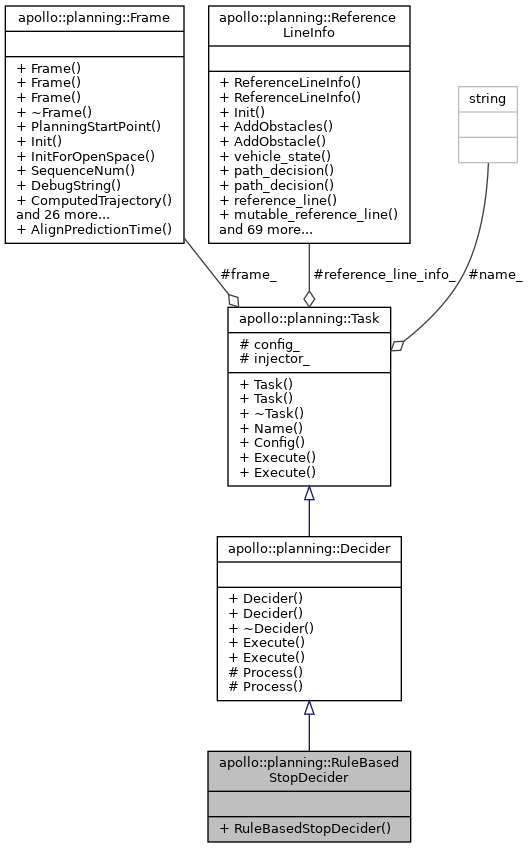 apollo::planning::Frame
+ Frame()
+ Frame()
+ Frame()
+ ~Frame()
+ PlanningStartPoint()
+ Init()
+ InitForOpenSpace()
+ SequenceNum()
+ DebugString()
+ ComputedTrajectory()
and 26 more...
+ AlignPredictionTime()
apollo::planning::Reference
LineInfo
+ ReferenceLineInfo()
+ ReferenceLineInfo()
+ Init()
+ AddObstacles()
+ AddObstacle()
+ vehicle_state()
+ path_decision()
+ path_decision()
+ reference_line()
+ mutable_reference_line()
and 69 more...
string
#frame_
#reference_line_info_
#name_
apollo::planning::Task
# config_
# injector_
+ Task()
+ Task()
+ ~Task()
+ Name()
+ Config()
+ Execute()
+ Execute()
apollo::planning::Decider
+ Decider()
+ Decider()
+ ~Decider()
+ Execute()
+ Execute()
# Process()
# Process()
apollo::planning::RuleBased
StopDecider
+ RuleBasedStopDecider()